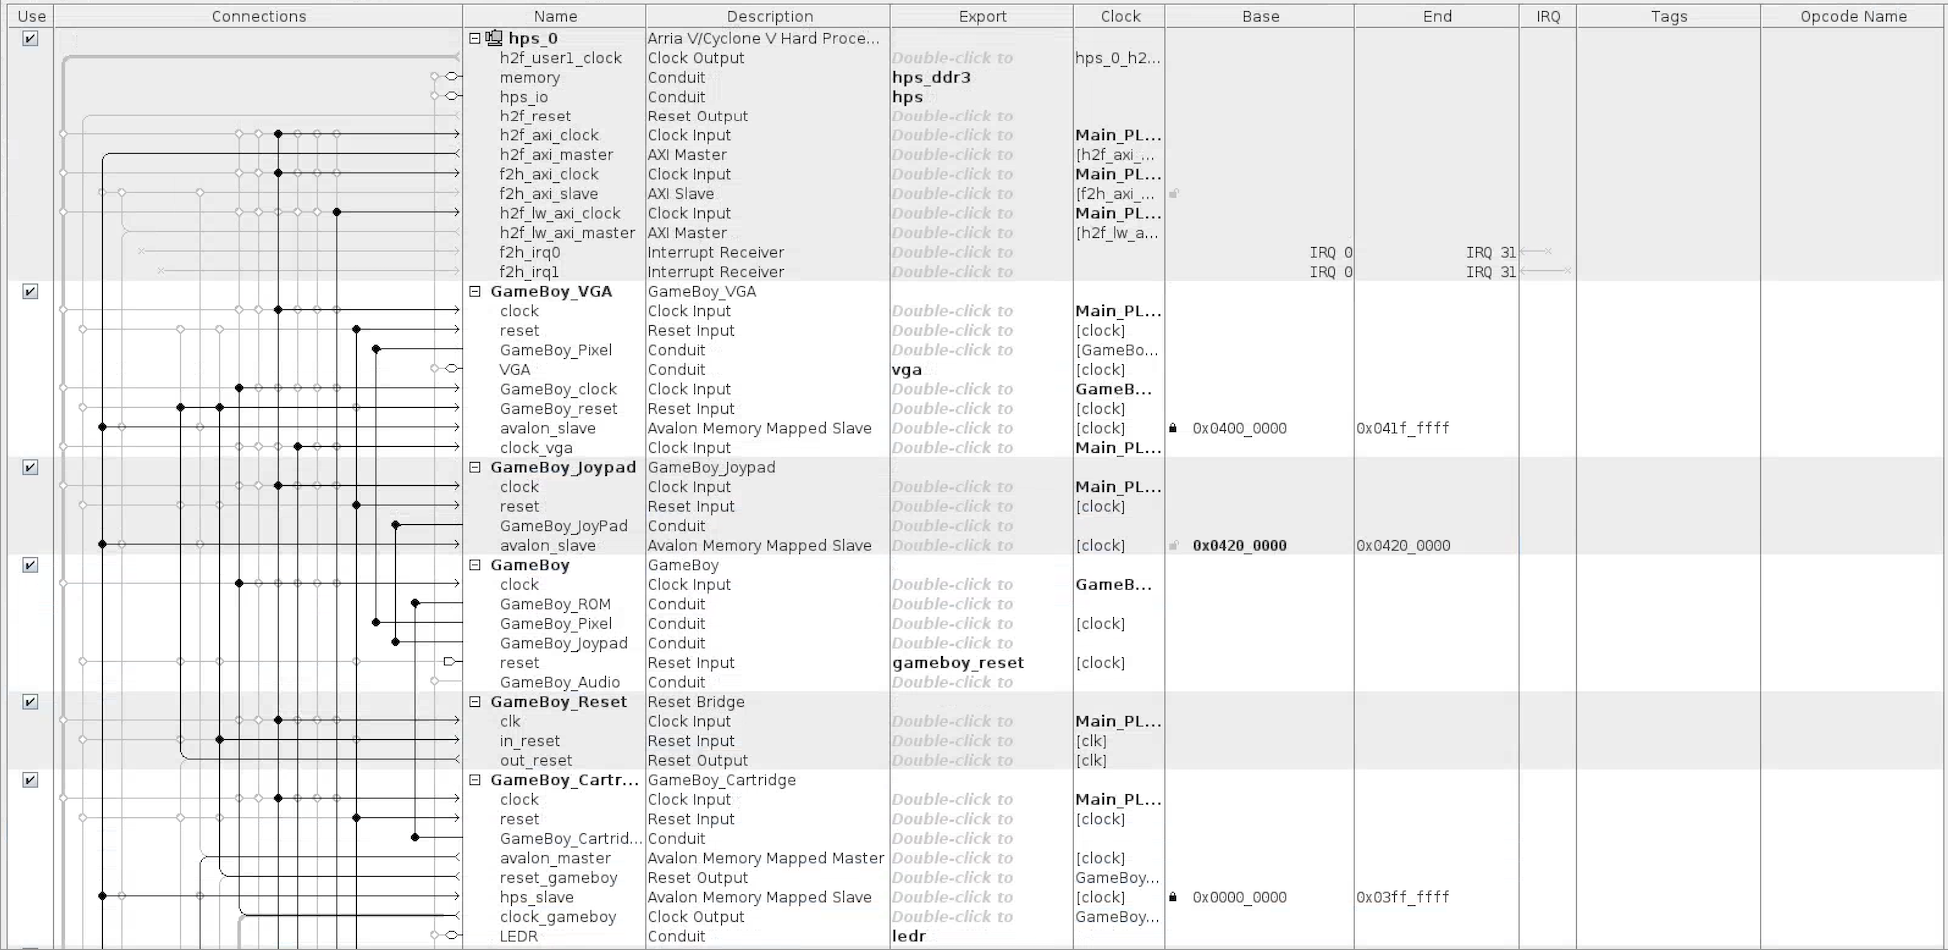 Use Connections Name Description Export Clock Base End IRQ Tags Opcode Name
hps_0 Arria V/Cyclone V Hard Proce...
h2f_user1_clock Clock Output Double-click to hps_0_h2...
memory Conduit hps_ddr3
hps_io Conduit hps
h2f_reset Reset Output Double-click to
h2f_axi_clock Clock Input Double-click to Main_PL...
h2f_axi_master AXI Master Double-click to [h2f_axi_...
f2h_axi_clock Clock Input Double-click to Main_PL...
f2h_axi_slave AXI Slave Double-click to [f2h_axi_...
h2f_lw_axi_clock Clock Input Double-click to Main_PL...
h2f_lw_axi_master AXI Master Double-click to [h2f_lw_a...
f2h_irq0 Interrupt Receiver Double-click to IRQ 0 IRQ 31
f2h_irq1 Interrupt Receiver Double-click to IRQ 0 IRQ 31
GameBoy_VGA GameBoy_VGA
clock Clock Input Double-click to Main_PL...
reset Reset Input Double-click to [clock]
GameBoy_Pixel Conduit Double-click to [GameBo...
VGA Conduit vga [clock]
GameBoy_clock Clock Input Double-click to GameB...
GameBoy_reset Reset Input Double-click to [clock]
avalon_slave Avalon Memory Mapped Slave Double-click to [clock] 0x0400_0000 0x041f_ffff
clock_vga Clock Input Double-click to Main_PL...
GameBoy_Joypad GameBoy_Joypad
clock Clock Input Double-click to Main_PL...
reset Reset Input Double-click to [clock]
GameBoy_JoyPad Conduit Double-click to
avalon_slave Avalon Memory Mapped Slave Double-click to [clock] 0x0420_0000 0x0420_0000
GameBoy GameBoy
clock Clock Input Double-click to GameB...
GameBoy_ROM Conduit Double-click to
GameBoy_Pixel Conduit Double-click to [clock]
GameBoy_Joypad Conduit Double-click to
reset Reset Input gameboy_reset [clock]
GameBoy_Audio Conduit Double-click to
GameBoy_Reset Reset Bridge
clk Clock Input Double-click to Main_PL...
in_reset Reset Input Double-click to [clk]
out_reset Reset Output Double-click to [clk]
GameBoy_Cartr... GameBoy_Cartridge
clock Clock Input Double-click to Main_PL...
reset Reset Input Double-click to [clock]
GameBoy_Cartrid... Conduit Double-click to
avalon_master Avalon Memory Mapped Master Double-click to [clock]
reset_gameboy Reset Output Double-click to GameBoy...
hps_slave Avalon Memory Mapped Slave Double-click to [clock] 0x0000_0000 0x03ff_ffff
clock_gameboy Clock Output Double-click to GameBoy...
LEDR Conduit ledr